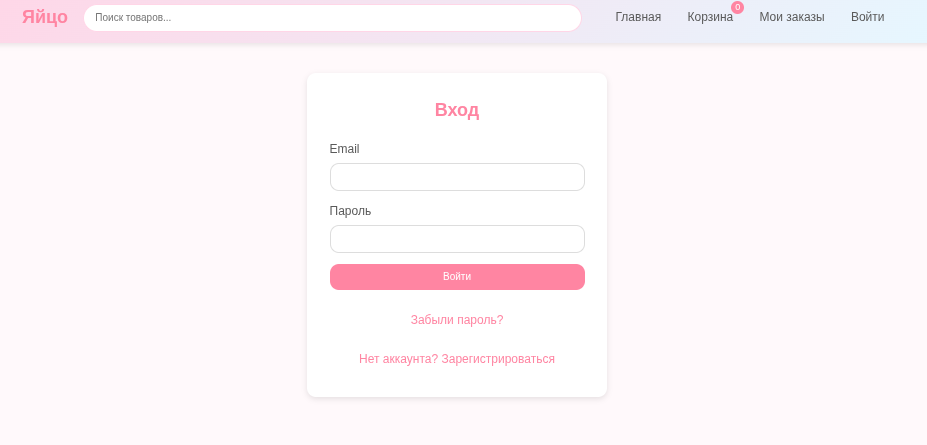 Яйцо
Поиск товаров...
Главная
Корзина
0
Мои заказы
Войти
Вход
Email
Пароль
Войти
Забыли пароль?
Нет аккаунта? Зарегистрироваться